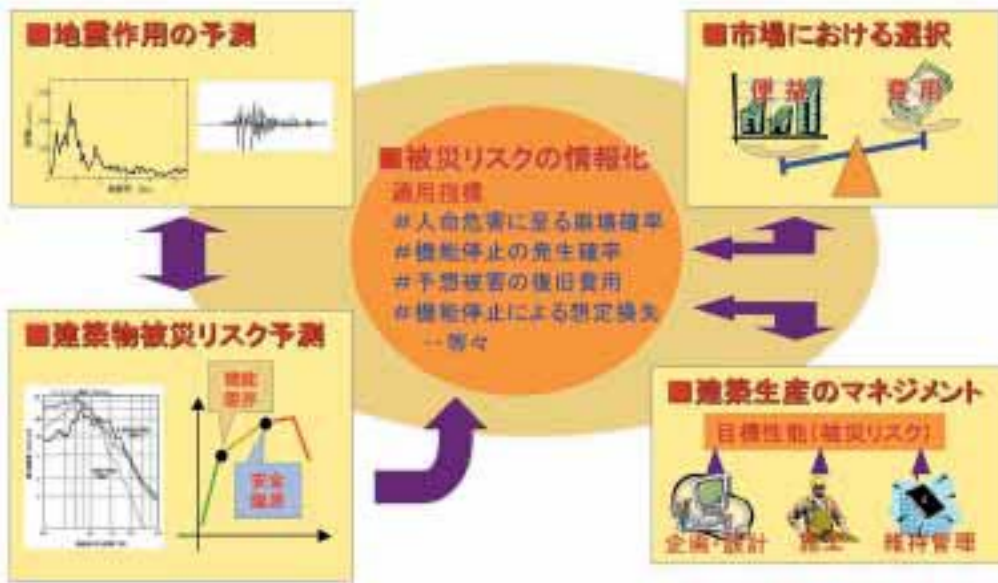 ■地震作用の予測
■市場における選択
便益
費用
■被災リスクの情報化
通用指標
#人命危害に至る崩壊確率
#機能停止の発生確率
#予想被害の復旧費用
#機能停止による想定損失
…等々
■建築物被災リスク予測
機能
限界
安全
限界
■建築生産のマネジメント
目標性能(被災リスク)
企画・設計
施工
維持管理